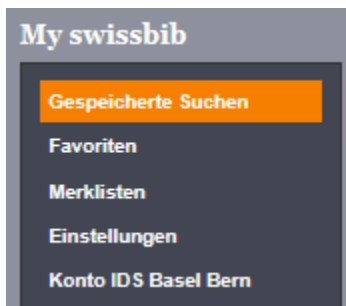 My swissbib
Gespeicherte Suchen
Favoriten
Merklisten
Einstellungen
Konto IDS Basel Bern